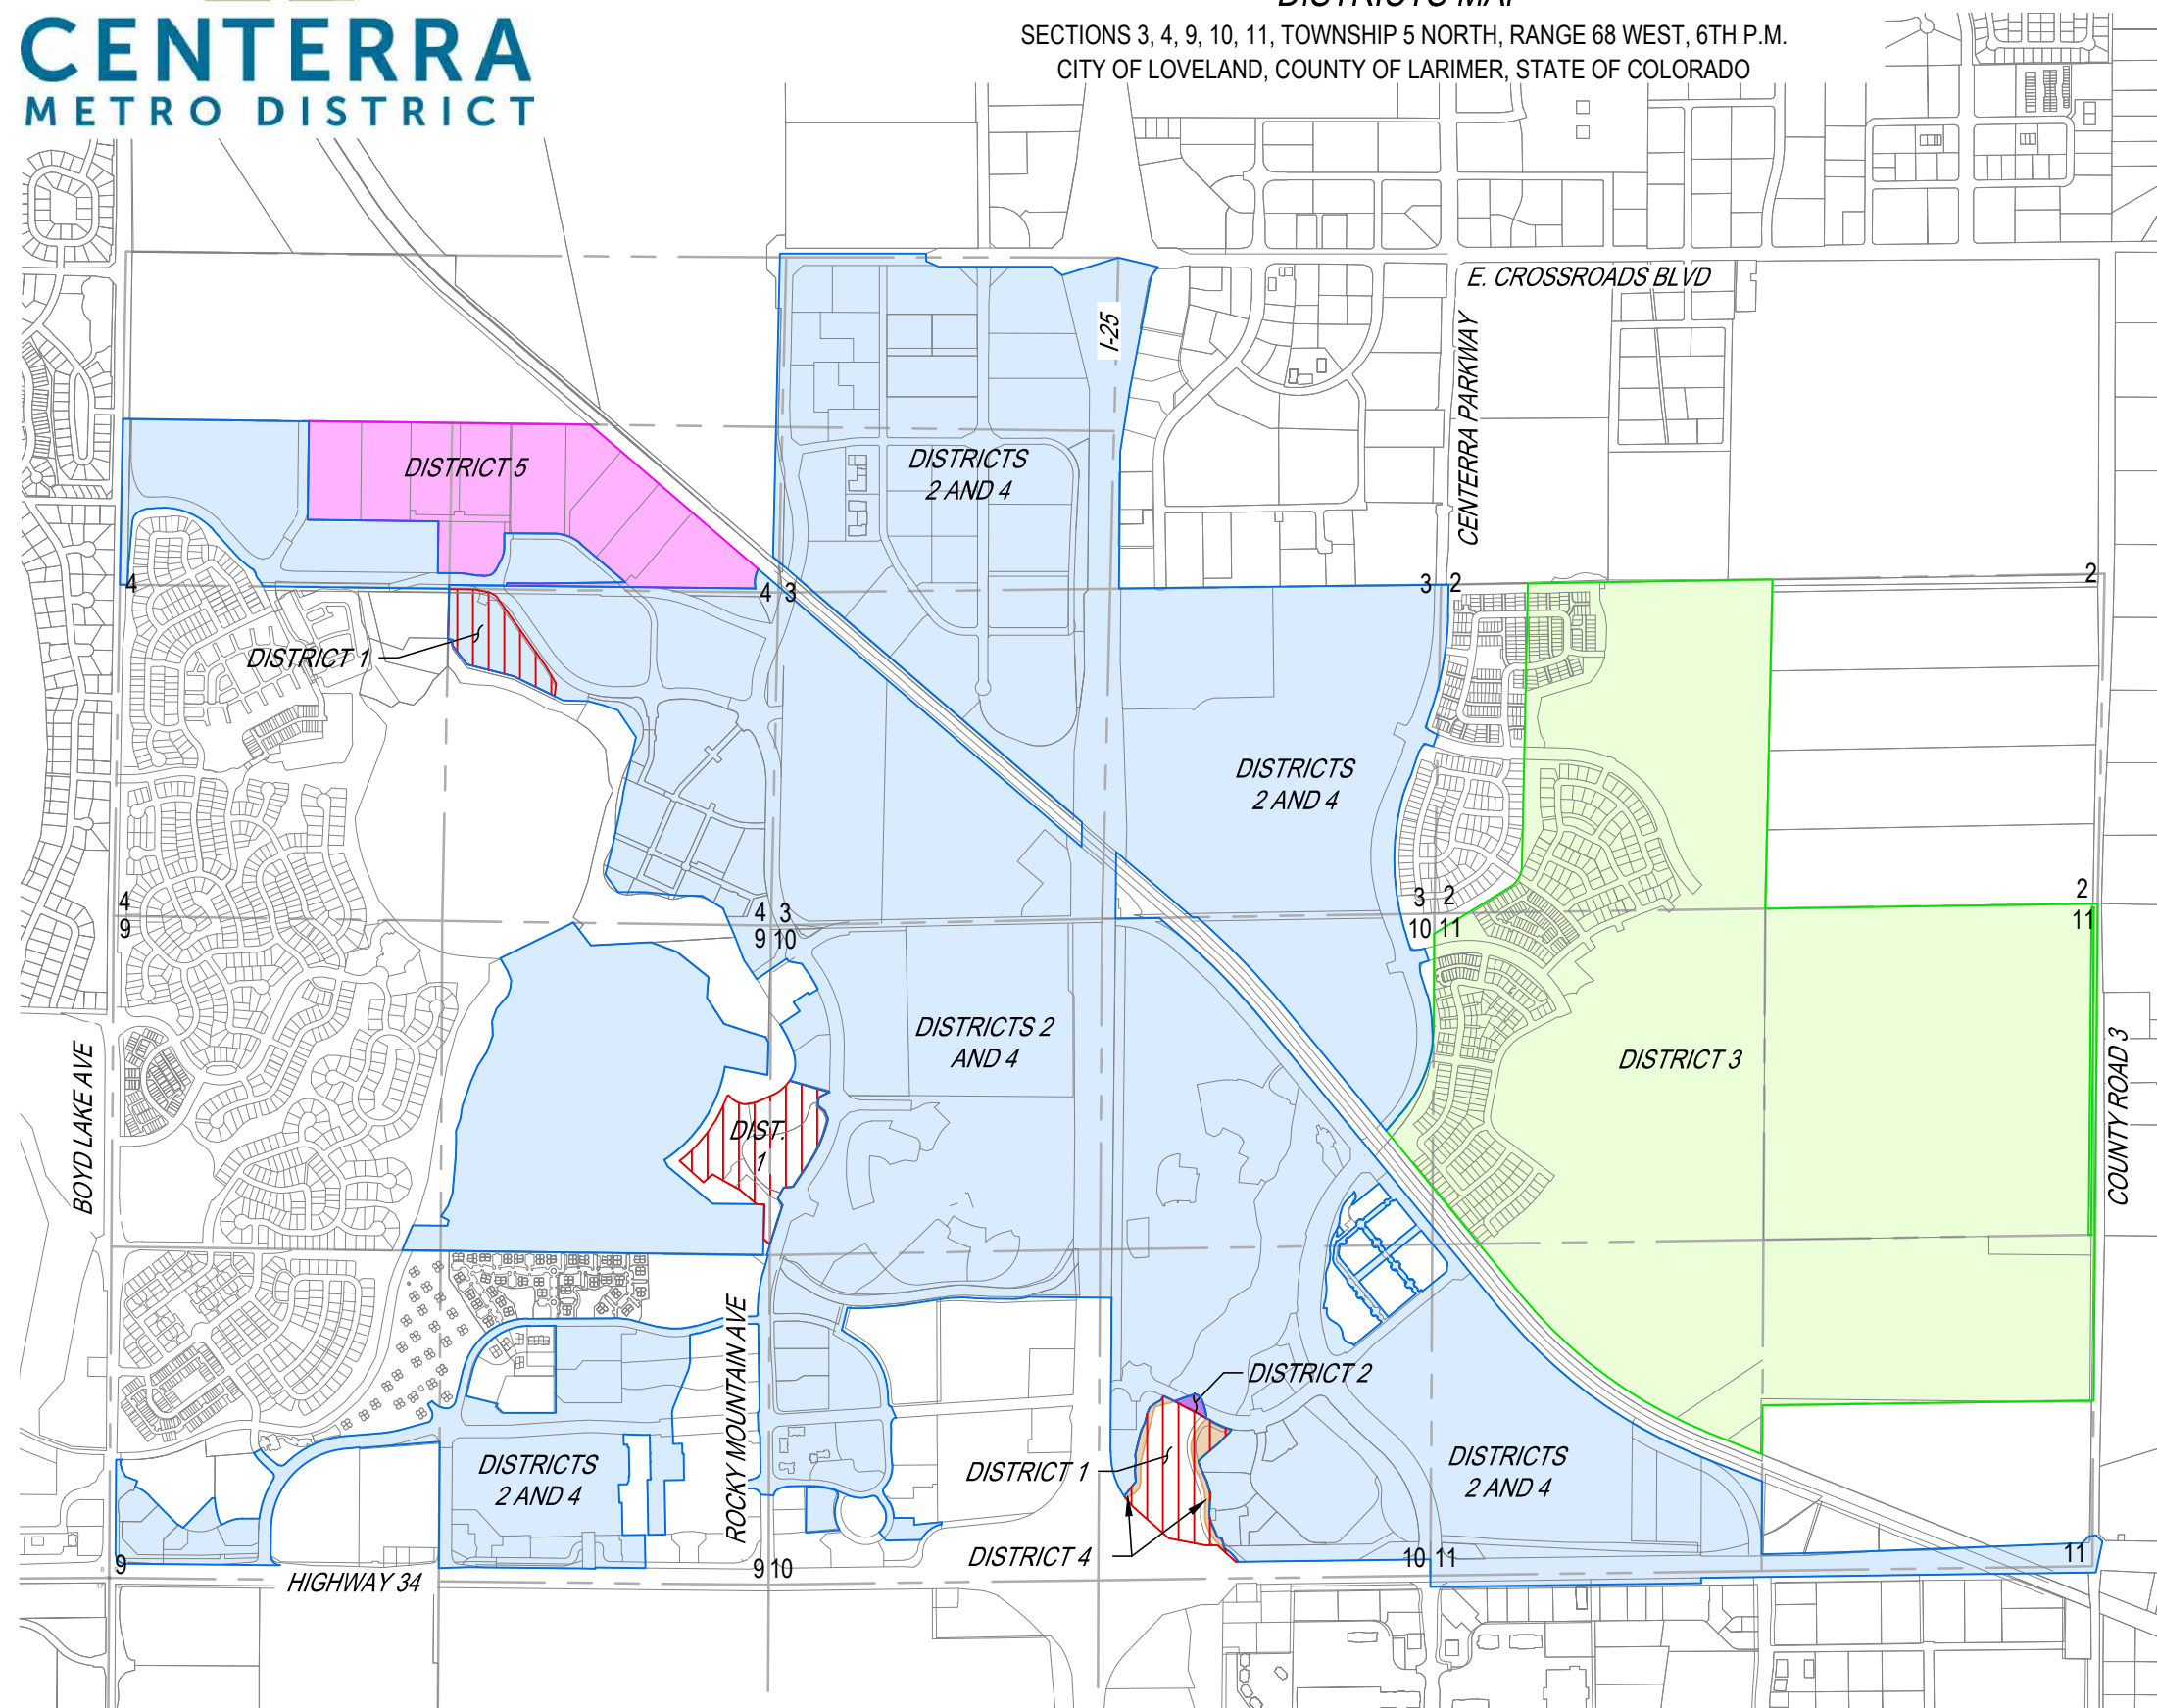 CENTERRA
METRO DISTRICT
DISTRICTS MAP
SECTIONS 3, 4, 9, 10, 11, TOWNSHIP 5 NORTH, RANGE 68 WEST, 6TH P.M.
CITY OF LOVELAND, COUNTY OF LARIMER, STATE OF COLORADO
E. CROSSROADS BLVD
I-25
CENTERRA PARKWAY
DISTRICT 5
DISTRICTS
2 AND 4
4
4 3
3 2
2
DISTRICT 1
DISTRICTS
2 AND 4
4
9
4 3
9 10
3 2
10 11
2
11
BOYD LAKE AVE
DISTRICTS 2
AND 4
DISTRICT 3
COUNTY ROAD 3
DIST.
1
ROCKY MOUNTAIN AVE
DISTRICT 2
DISTRICTS
2 AND 4
DISTRICT 1
DISTRICTS
2 AND 4
DISTRICT 4
9
9 10
10 11
11
HIGHWAY 34